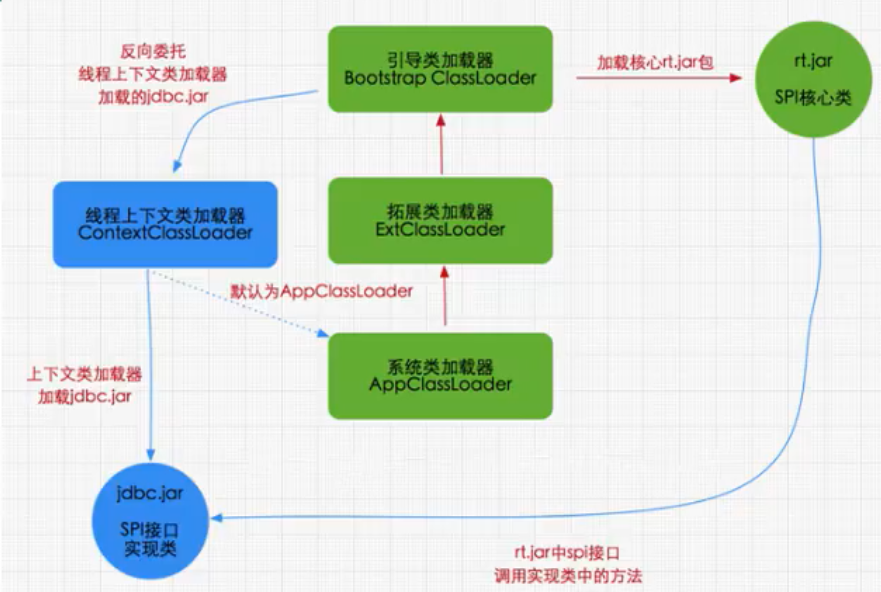 反向委托
线程上下文类加载器
加载的jdbc.jar
引导类加载器
Bootstrap ClassLoader
加载核心rt.jar包
rt.jar
SPI核心类
线程上下文类加载器
ContextClassLoader
拓展类加载器
ExtClassLoader
默认为AppClassLoader
系统类加载器
AppClassLoader
上下文类加载器
加载jdbc.jar
jdbc.jar
SPI接口
实现类
rt.jar中spi接口
调用实现类中的方法